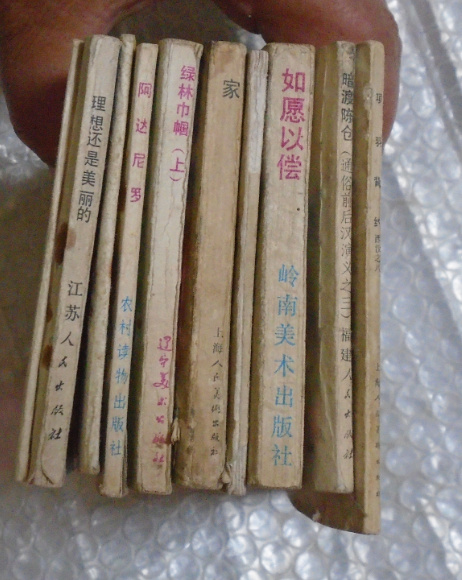 理想还是美丽的
江苏人民出版社
阿达尼罗
农村读物出版社
绿林巾帼(上)
辽宁美术出版社
家
上海人民美術出版社
如愿以偿
岭南美术出版社
暗渡陈仓(通俗前后汉演义之三)
福建人民出版社